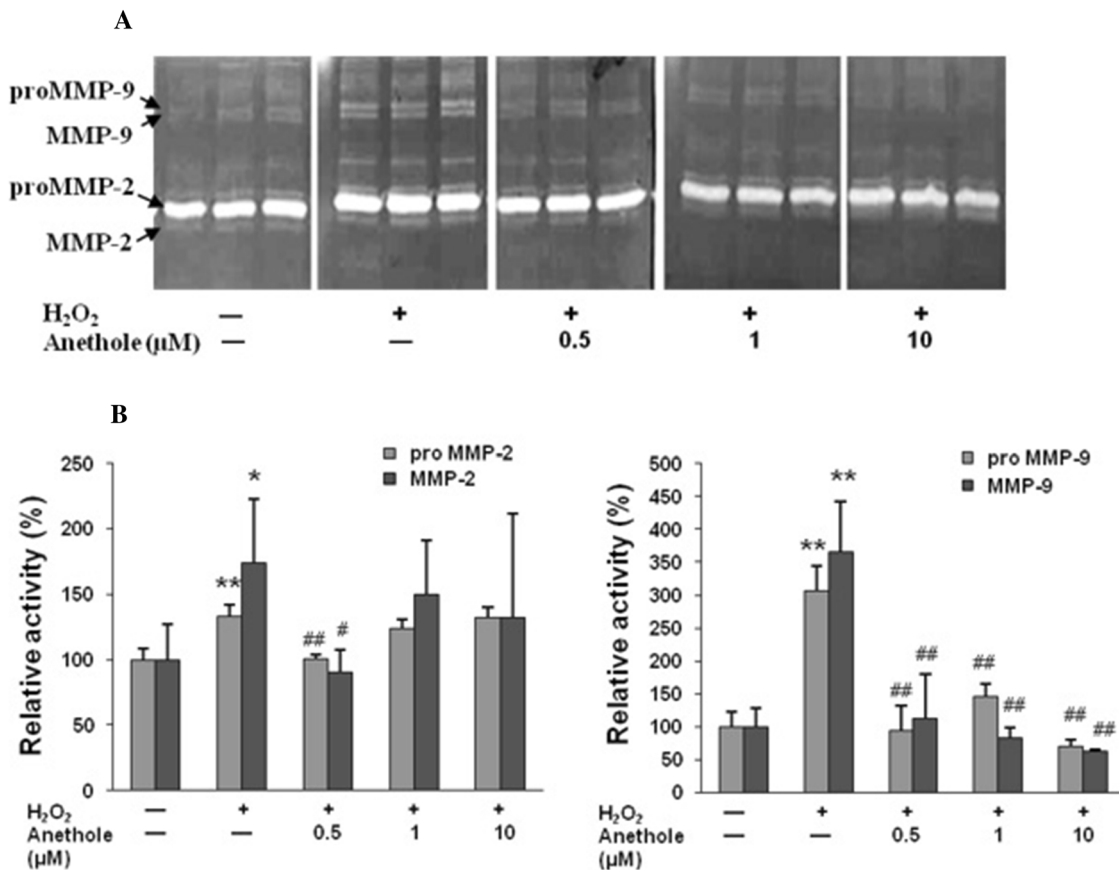 A
proMMP-9
MMP-9
proMMP-2
MMP-2
H₂O₂ — + + + +
Anethole (µM) — — 0.5 1 10
B
250
200
150
100
50
0
Relative activity (%)
pro MMP-2
MMP-2
*
**
##
#
H₂O₂ — + + + +
Anethole — — 0.5 1 10
(µM)
500
450
400
350
300
250
200
150
100
50
0
Relative activity (%)
pro MMP-9
MMP-9
**
**
##
##
##
##
##
##
H₂O₂ — + + + +
Anethole — — 0.5 1 10
(µM)